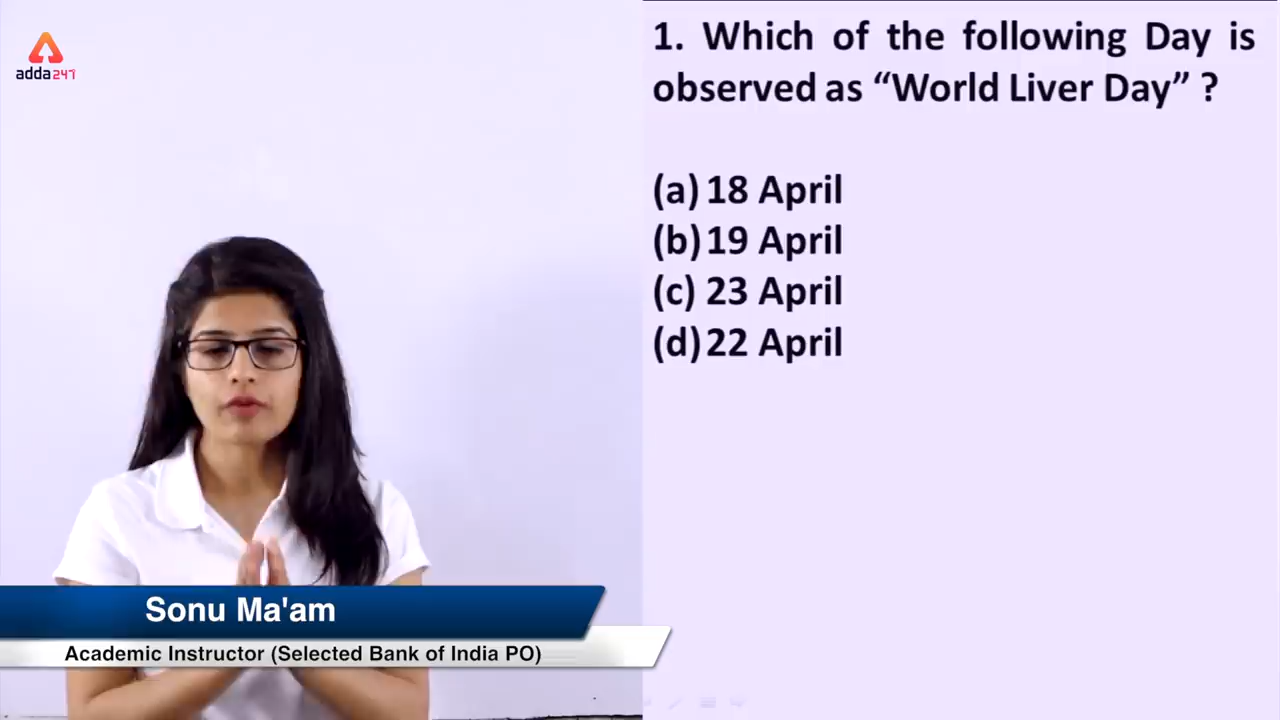 adda247
1. Which of the following Day is
observed as “World Liver Day” ?
(a) 18 April
(b) 19 April
(c) 23 April
(d) 22 April
Sonu Ma'am
Academic Instructor (Selected Bank of India PO)